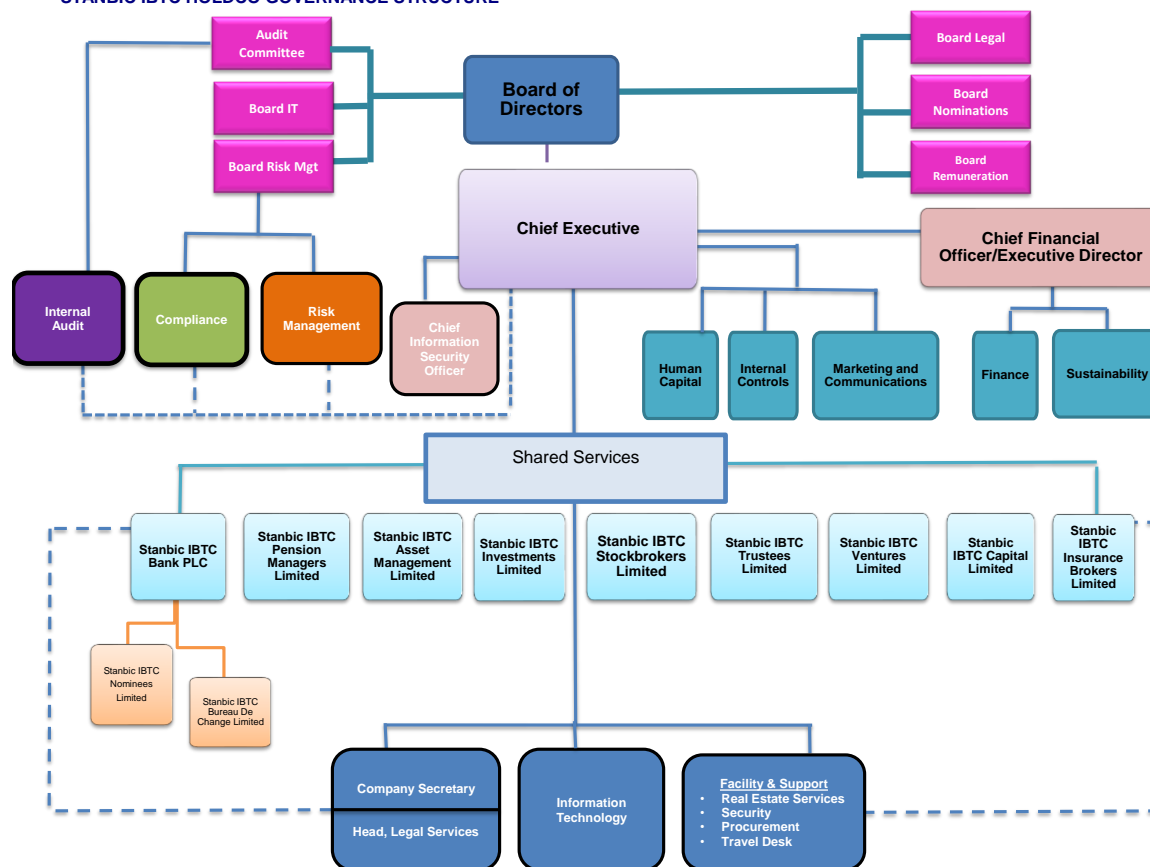 STANBIC IBTC HOLDCO GOVERNANCE STRUCTURE
Audit
Committee
Board IT
Board Risk Mgt
Board of
Directors
Board Legal
Board
Nominations
Board
Remuneration
Chief Executive
Chief Financial
Officer/Executive Director
Internal
Audit
Compliance
Risk
Management
Chief
Information
Security
Officer
Human
Capital
Internal
Controls
Marketing and
Communications
Finance
Sustainability
Shared Services
Stanbic IBTC
Bank PLC
Stanbic IBTC
Pension
Managers
Limited
Stanbic IBTC
Asset
Management
Limited
Stanbic IBTC
Investments
Limited
Stanbic IBTC
Stockbrokers
Limited
Stanbic IBTC
Trustees
Limited
Stanbic IBTC
Ventures
Limited
Stanbic
IBTC Capital
Limited
Stanbic
IBTC
Insurance
Brokers
Limited
Stanbic IBTC
Nominees
Limited
Stanbic IBTC
Bureau De
Change Limited
Company Secretary
Head, Legal Services
Information
Technology
Facility & Support
• Real Estate Services
• Security
• Procurement
• Travel Desk